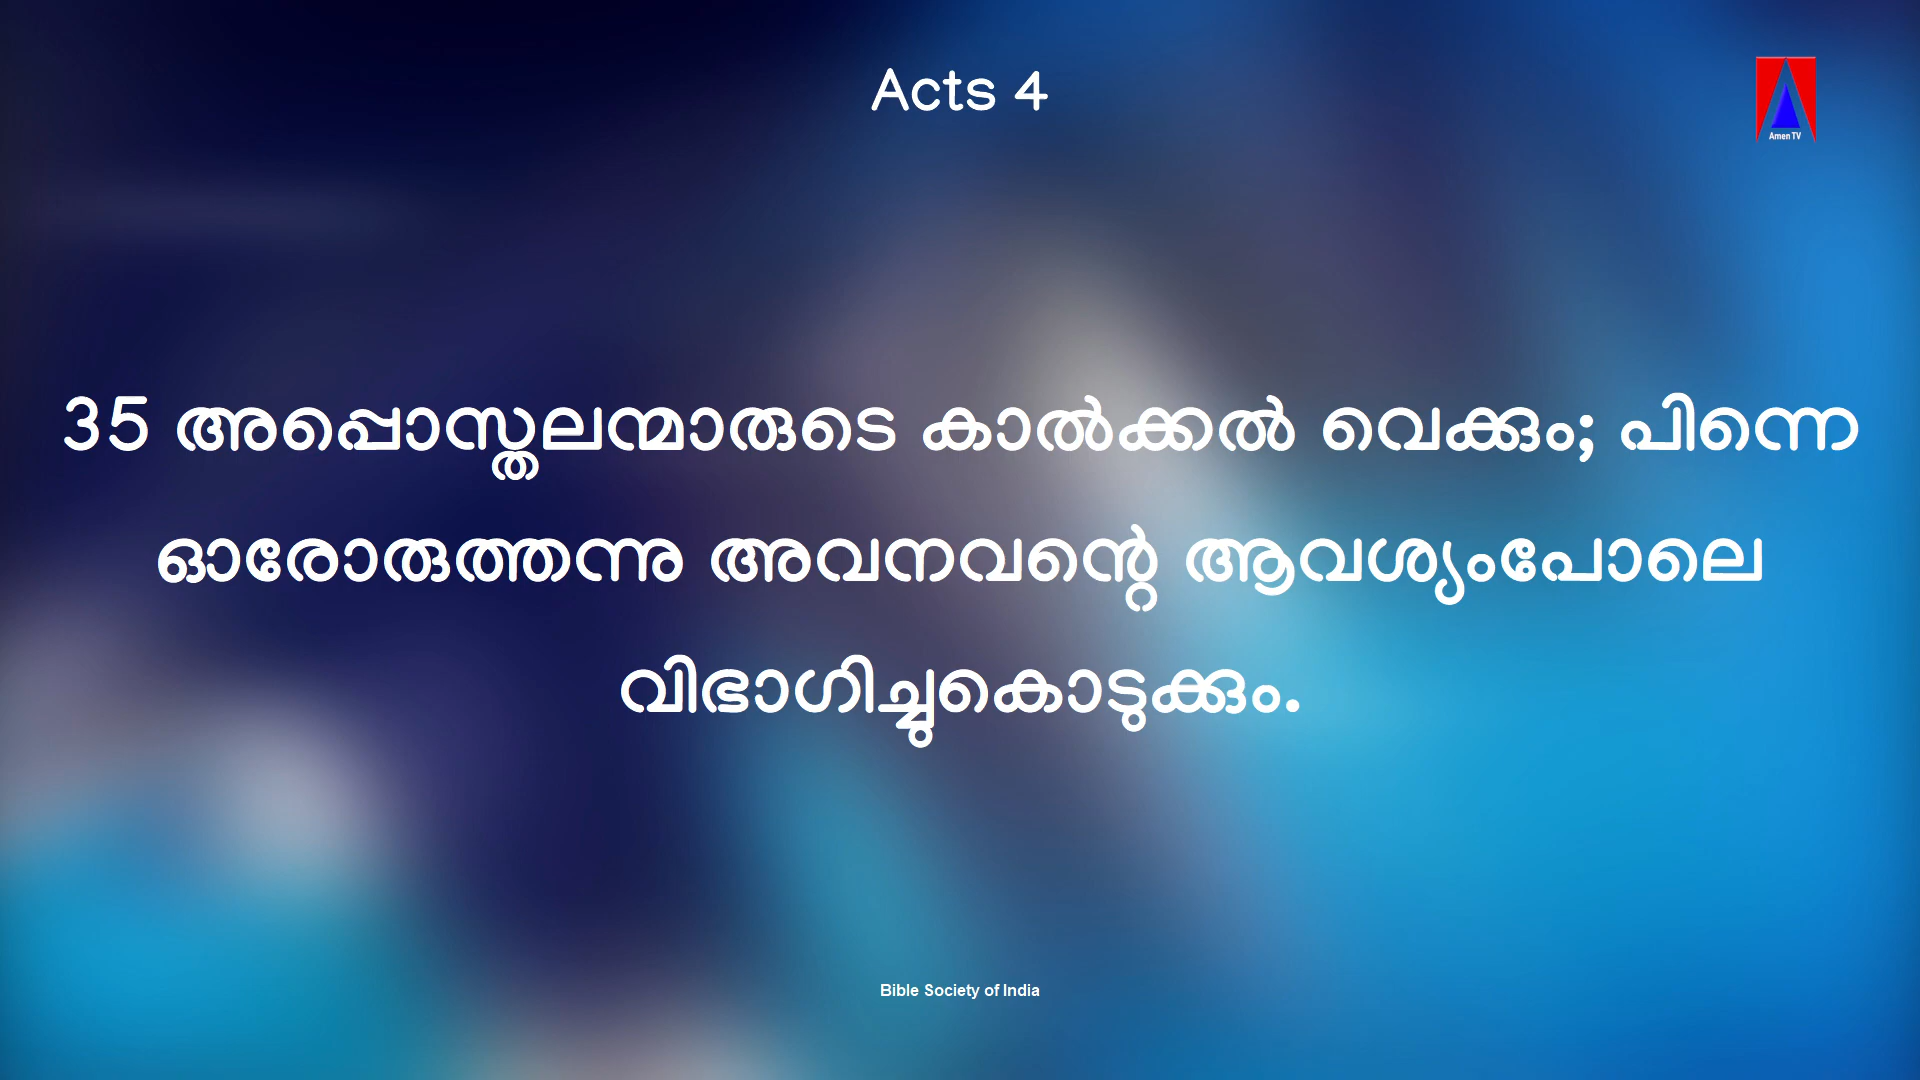 Acts 4
Amen TV
35 അപ്പൊസ്തലന്മാരുടെ കാൽക്കൽ വെക്കും; പിന്നെ
ഓരോരുത്തന്നു അവനവന്റെ ആവശ്യംപോലെ
വിഭാഗിച്ചുകൊടുക്കും.
Bible Society of India